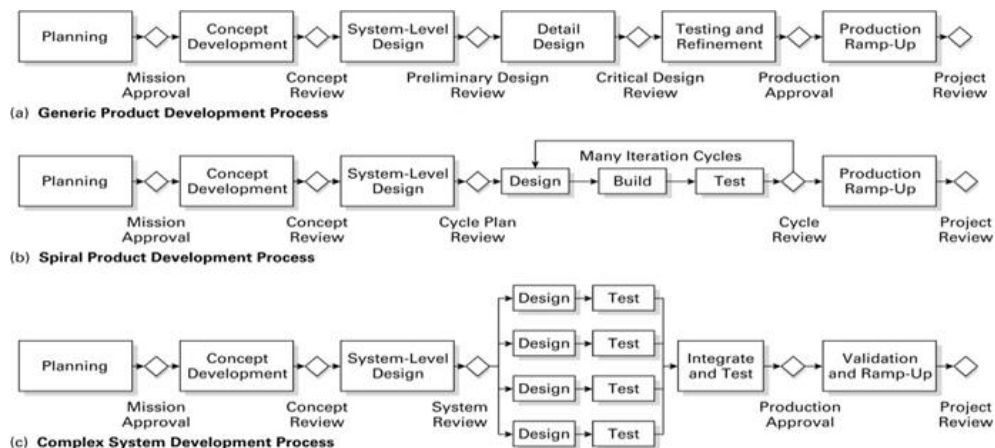 Planning
Concept
Development
System-Level
Design
Detail
Design
Testing and
Refinement
Production
Ramp-Up
Mission
Approval
Concept
Review
Preliminary Design
Review
Critical Design
Review
Production
Approval
Project
Review
(a) Generic Product Development Process
Many Iteration Cycles
Planning
Concept
Development
System-Level
Design
Design
Build
Test
Production
Ramp-Up
Mission
Approval
Concept
Review
Cycle Plan
Review
Cycle
Review
Project
Review
(b) Spiral Product Development Process
Design
Test
Design
Test
Planning
Concept
Development
System-Level
Design
Integrate
and Test
Validation
and Ramp-Up
Design
Test
Design
Test
Mission
Approval
Concept
Review
System
Review
Production
Approval
Project
Review
(c) Complex System Development Process